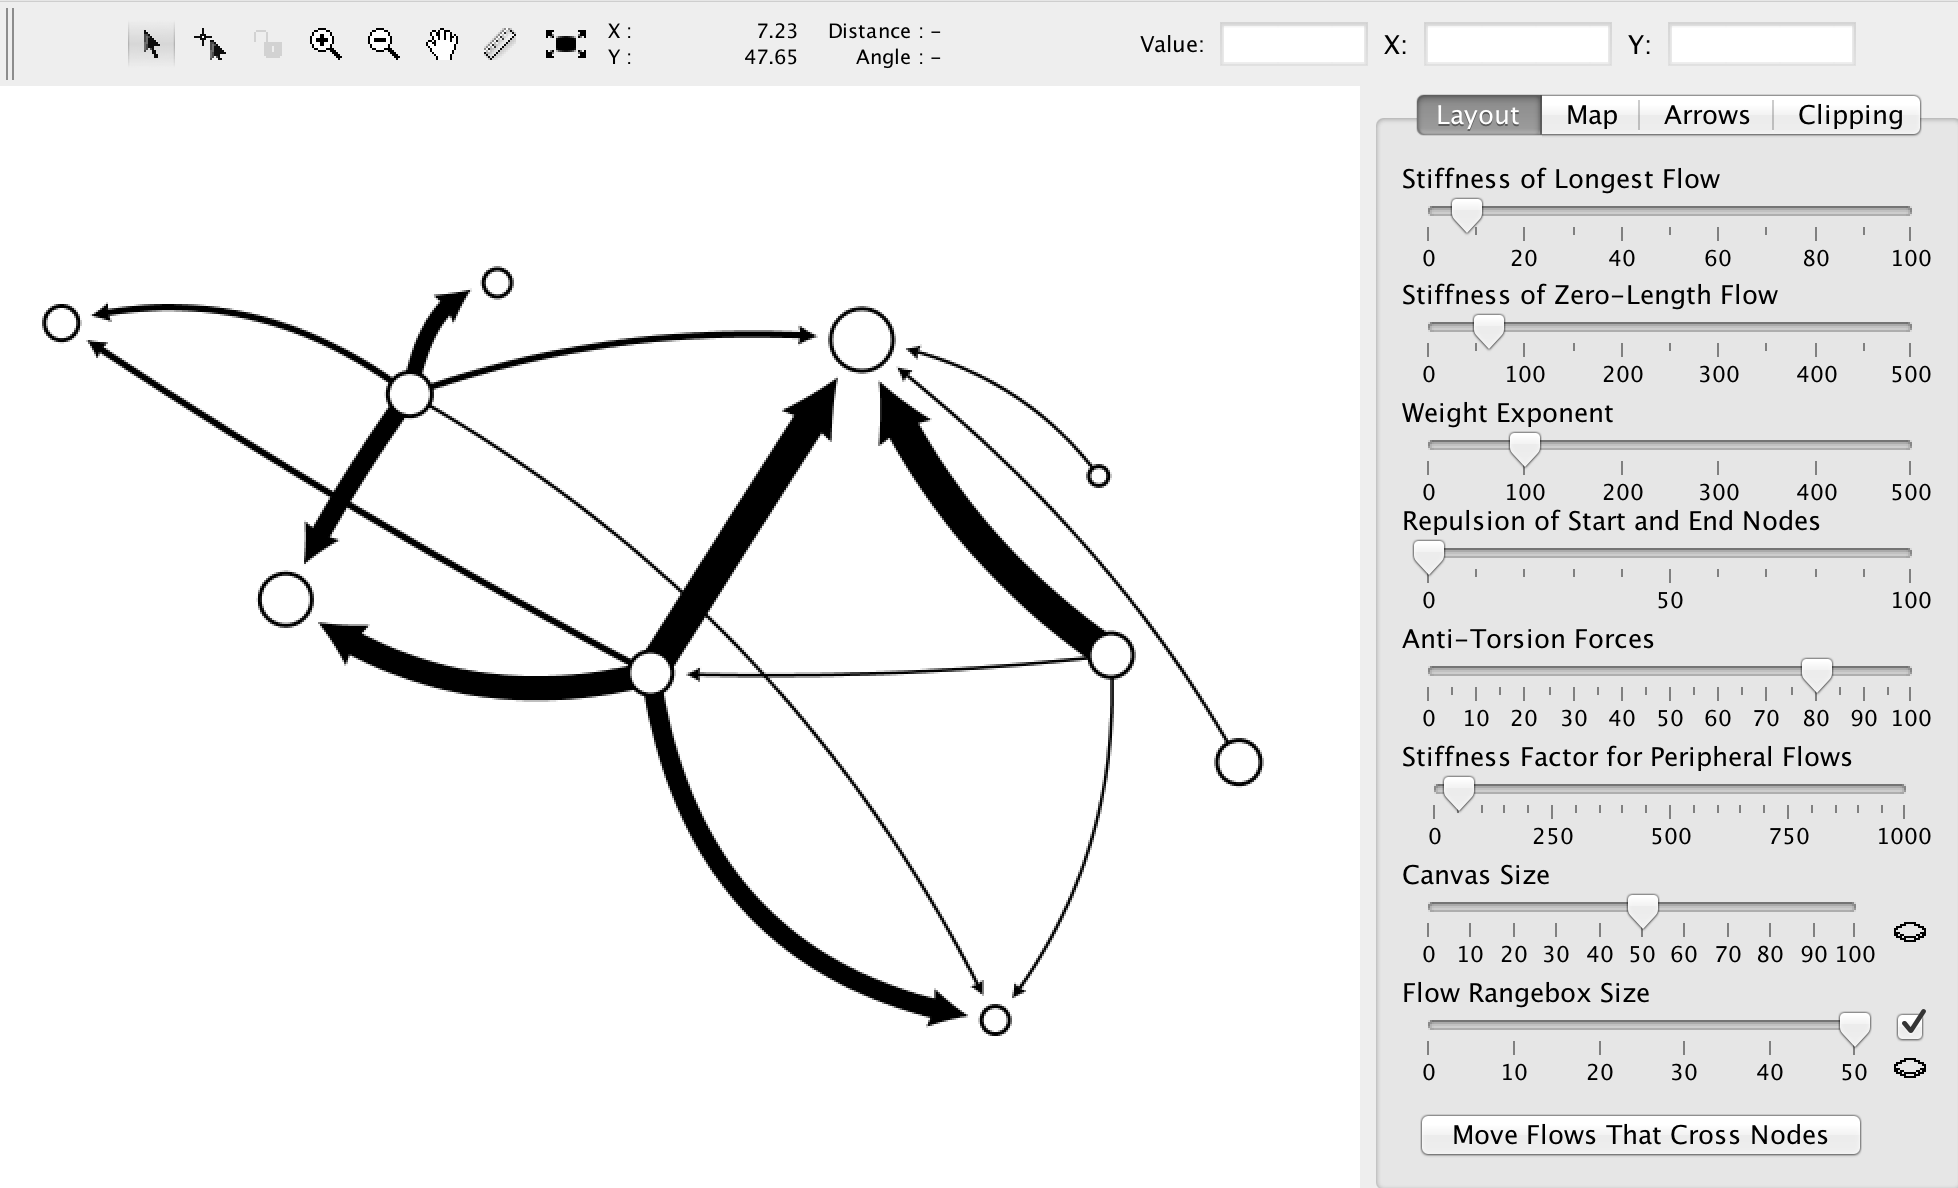 X : 7.23 Distance : –
Y : 47.65 Angle : –
Value: X: Y:
Layout Map Arrows Clipping
Stiffness of Longest Flow
0 20 40 60 80 100
Stiffness of Zero-Length Flow
0 100 200 300 400 500
Weight Exponent
0 100 200 300 400 500
Repulsion of Start and End Nodes
0 50 100
Anti-Torsion Forces
0 10 20 30 40 50 60 70 80 90 100
Stiffness Factor for Peripheral Flows
0 250 500 750 1000
Canvas Size
0 10 20 30 40 50 60 70 80 90 100
Flow Rangebox Size
0 10 20 30 40 50
Move Flows That Cross Nodes